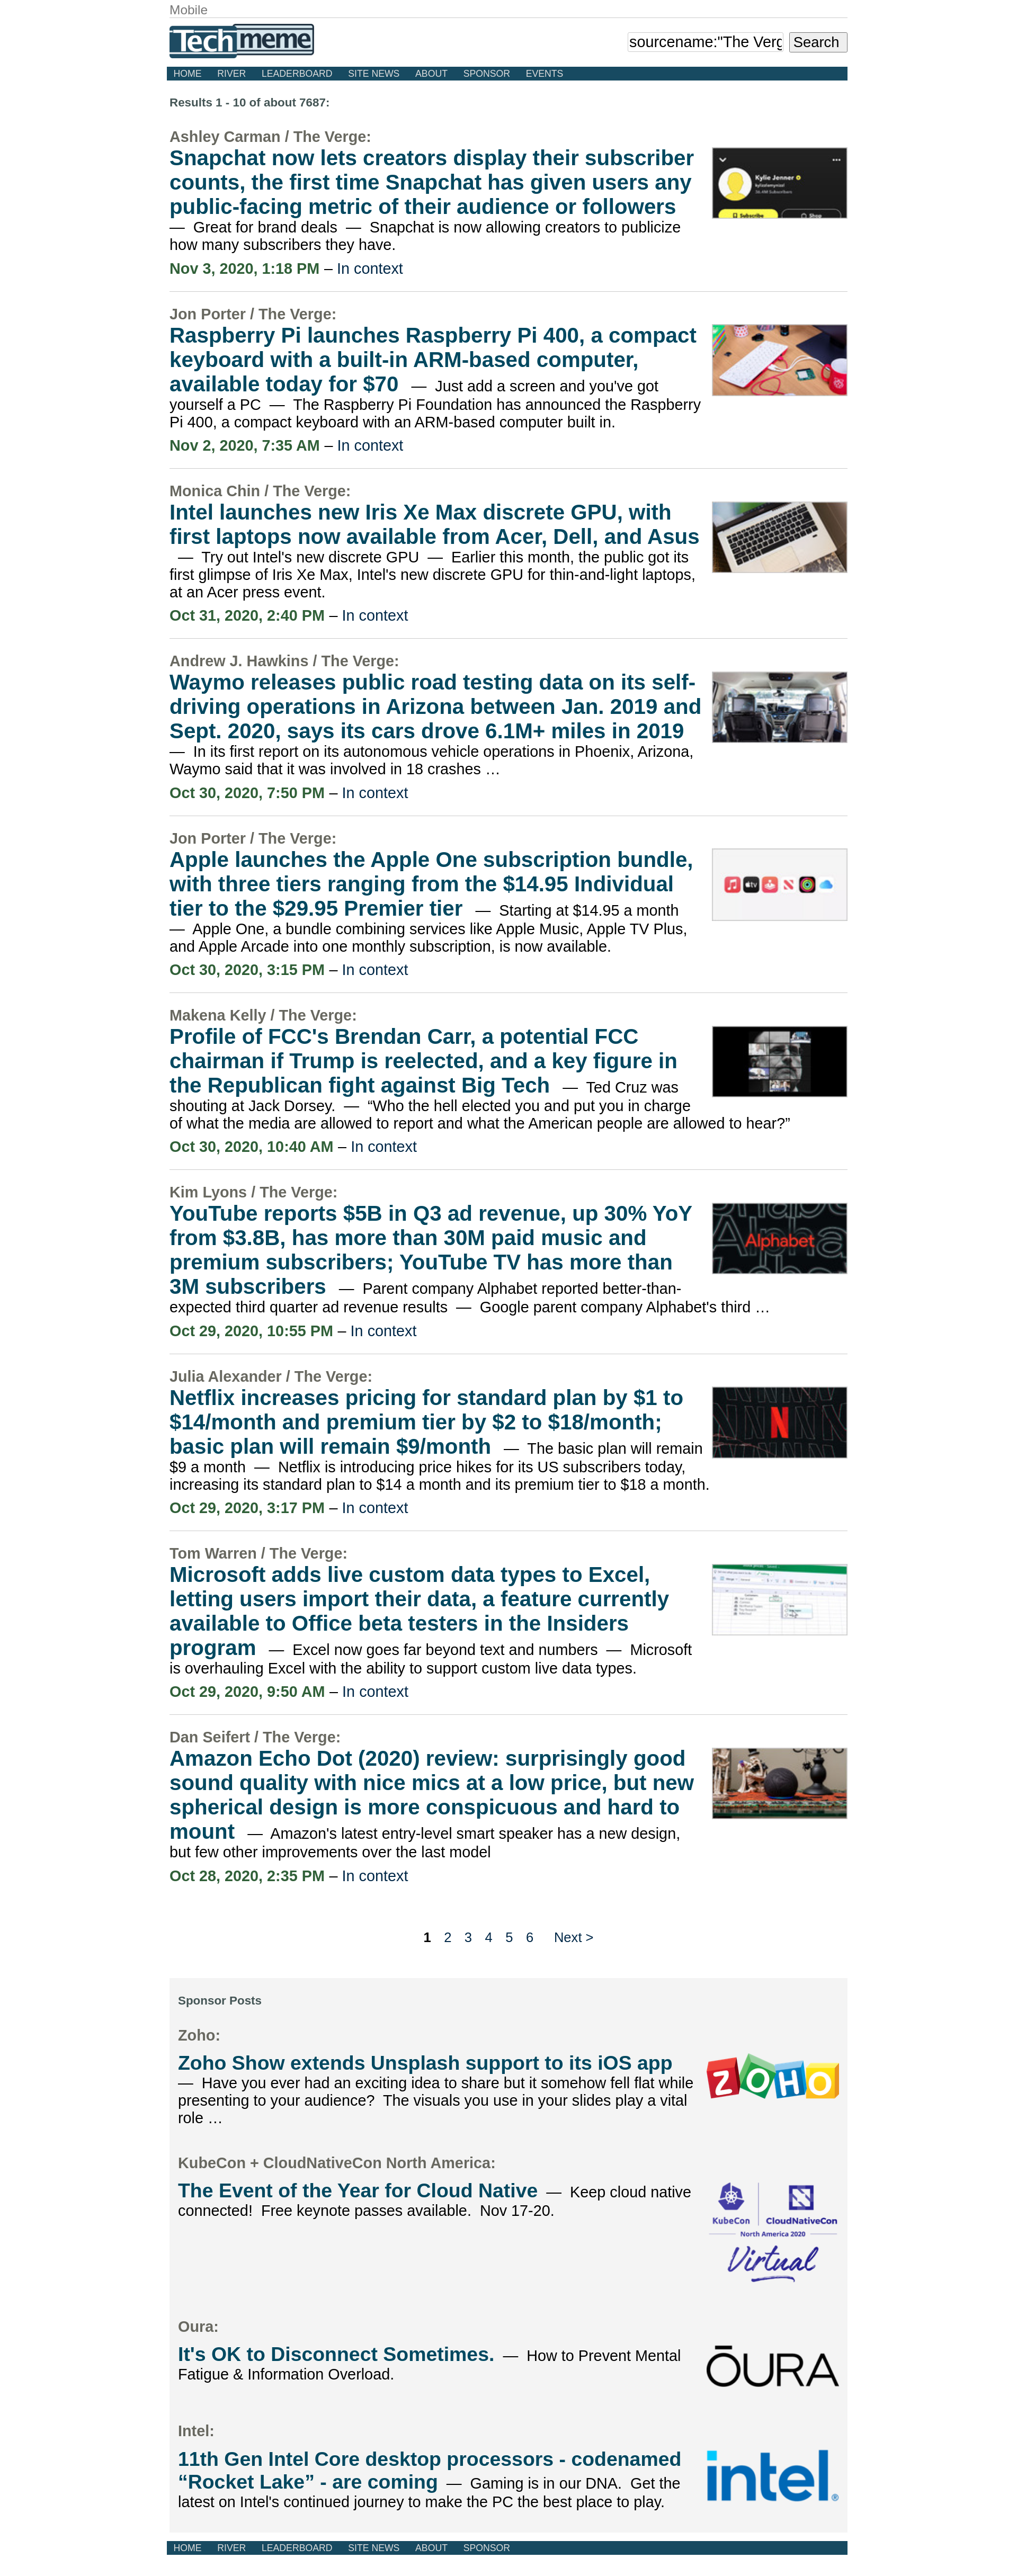 Mobile
Techmeme
sourcename:"The Verg
Search
HOME RIVER LEADERBOARD SITE NEWS ABOUT SPONSOR EVENTS
Results 1 - 10 of about 7687:
Ashley Carman / The Verge:
Snapchat now lets creators display their subscriber
counts, the first time Snapchat has given users any
public-facing metric of their audience or followers
— Great for brand deals — Snapchat is now allowing creators to publicize
how many subscribers they have.
Nov 3, 2020, 1:18 PM – In context
Kylie Jenner
Subscribe
Shop
Jon Porter / The Verge:
Raspberry Pi launches Raspberry Pi 400, a compact
keyboard with a built-in ARM-based computer,
available today for $70 — Just add a screen and you've got
yourself a PC — The Raspberry Pi Foundation has announced the Raspberry
Pi 400, a compact keyboard with an ARM-based computer built in.
Nov 2, 2020, 7:35 AM – In context
Monica Chin / The Verge:
Intel launches new Iris Xe Max discrete GPU, with
first laptops now available from Acer, Dell, and Asus
— Try out Intel's new discrete GPU — Earlier this month, the public got its
first glimpse of Iris Xe Max, Intel's new discrete GPU for thin-and-light laptops,
at an Acer press event.
Oct 31, 2020, 2:40 PM – In context
Andrew J. Hawkins / The Verge:
Waymo releases public road testing data on its self-
driving operations in Arizona between Jan. 2019 and
Sept. 2020, says its cars drove 6.1M+ miles in 2019
— In its first report on its autonomous vehicle operations in Phoenix, Arizona,
Waymo said that it was involved in 18 crashes …
Oct 30, 2020, 7:50 PM – In context
Jon Porter / The Verge:
Apple launches the Apple One subscription bundle,
with three tiers ranging from the $14.95 Individual
tier to the $29.95 Premier tier — Starting at $14.95 a month
— Apple One, a bundle combining services like Apple Music, Apple TV Plus,
and Apple Arcade into one monthly subscription, is now available.
Oct 30, 2020, 3:15 PM – In context
Makena Kelly / The Verge:
Profile of FCC's Brendan Carr, a potential FCC
chairman if Trump is reelected, and a key figure in
the Republican fight against Big Tech — Ted Cruz was
shouting at Jack Dorsey. — “Who the hell elected you and put you in charge
of what the media are allowed to report and what the American people are allowed to hear?”
Oct 30, 2020, 10:40 AM – In context
Kim Lyons / The Verge:
YouTube reports $5B in Q3 ad revenue, up 30% YoY
from $3.8B, has more than 30M paid music and
premium subscribers; YouTube TV has more than
3M subscribers — Parent company Alphabet reported better-than-
expected third quarter ad revenue results — Google parent company Alphabet's third …
Oct 29, 2020, 10:55 PM – In context
Alphabet
Julia Alexander / The Verge:
Netflix increases pricing for standard plan by $1 to
$14/month and premium tier by $2 to $18/month;
basic plan will remain $9/month — The basic plan will remain
$9 a month — Netflix is introducing price hikes for its US subscribers today,
increasing its standard plan to $14 a month and its premium tier to $18 a month.
Oct 29, 2020, 3:17 PM – In context
N
Tom Warren / The Verge:
Microsoft adds live custom data types to Excel,
letting users import their data, a feature currently
available to Office beta testers in the Insiders
program — Excel now goes far beyond text and numbers — Microsoft
is overhauling Excel with the ability to support custom live data types.
Oct 29, 2020, 9:50 AM – In context
Dan Seifert / The Verge:
Amazon Echo Dot (2020) review: surprisingly good
sound quality with nice mics at a low price, but new
spherical design is more conspicuous and hard to
mount — Amazon's latest entry-level smart speaker has a new design,
but few other improvements over the last model
Oct 28, 2020, 2:35 PM – In context
1 2 3 4 5 6 Next >
Sponsor Posts
Zoho:
Zoho Show extends Unsplash support to its iOS app
— Have you ever had an exciting idea to share but it somehow fell flat while
presenting to your audience? The visuals you use in your slides play a vital
role …
ZOHO
KubeCon + CloudNativeCon North America:
The Event of the Year for Cloud Native — Keep cloud native
connected! Free keynote passes available. Nov 17-20.
KubeCon CloudNativeCon
North America 2020
Virtual
Oura:
It's OK to Disconnect Sometimes. — How to Prevent Mental
Fatigue & Information Overload.
ŌURA
Intel:
11th Gen Intel Core desktop processors - codenamed
“Rocket Lake” - are coming — Gaming is in our DNA. Get the
latest on Intel's continued journey to make the PC the best place to play.
intel®
HOME RIVER LEADERBOARD SITE NEWS ABOUT SPONSOR